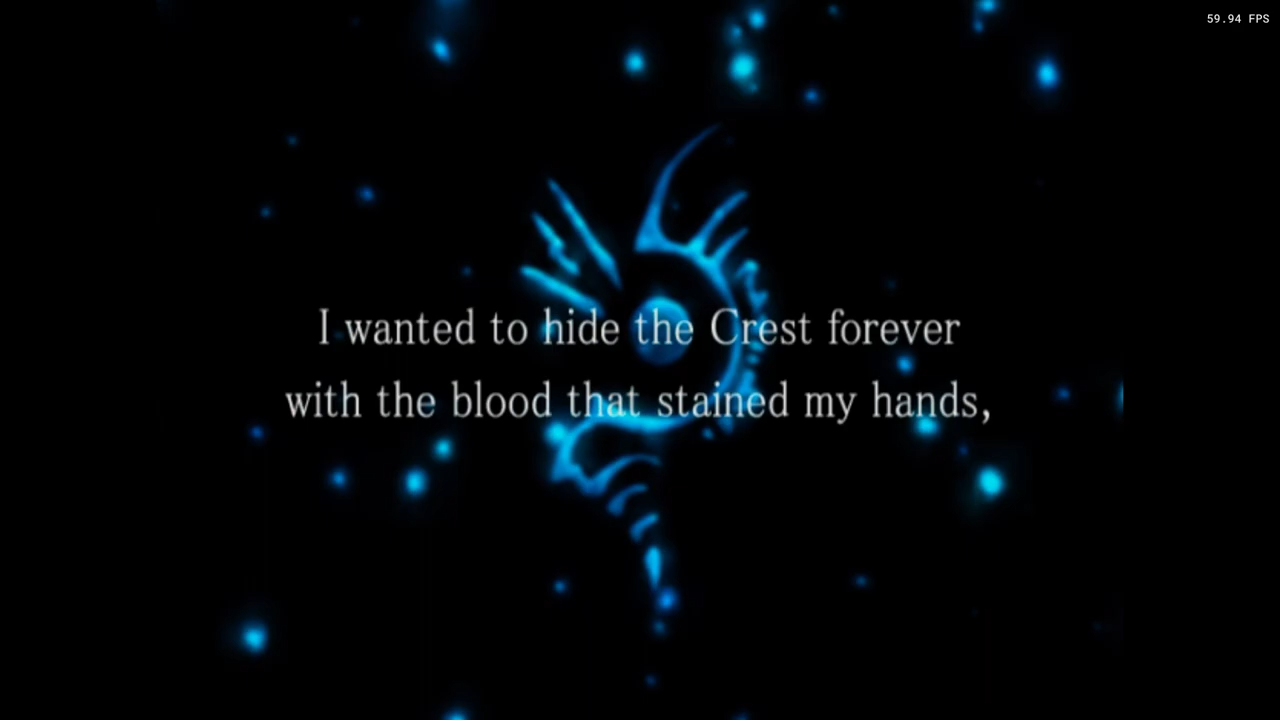 59.94 FPS
I wanted to hide the Crest forever
with the blood that stained my hands,